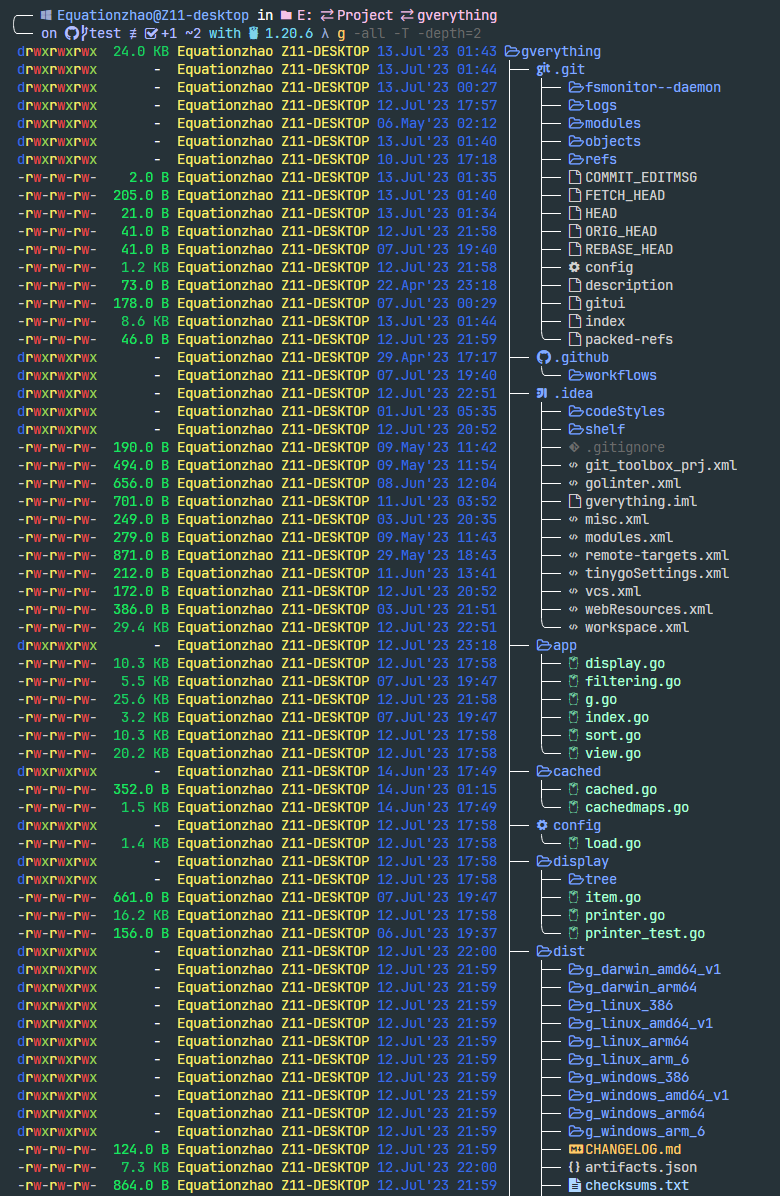 Equationzhao@Z11-desktop in E: Project gverything
on test ≢ +1 ~2 with 1.20.6 λ g -all -T -depth=2
drwxrwxrwx 24.0 KB Equationzhao Z11-DESKTOP 13.Jul'23 01:43 gverything
drwxrwxrwx - Equationzhao Z11-DESKTOP 13.Jul'23 01:44 .git
drwxrwxrwx - Equationzhao Z11-DESKTOP 13.Jul'23 00:27 fsmonitor--daemon
drwxrwxrwx - Equationzhao Z11-DESKTOP 12.Jul'23 17:57 logs
drwxrwxrwx - Equationzhao Z11-DESKTOP 06.May'23 02:12 modules
drwxrwxrwx - Equationzhao Z11-DESKTOP 13.Jul'23 01:40 objects
drwxrwxrwx - Equationzhao Z11-DESKTOP 10.Jul'23 17:18 refs
-rw-rw-rw- 2.0 B Equationzhao Z11-DESKTOP 13.Jul'23 01:35 COMMIT_EDITMSG
-rw-rw-rw- 205.0 B Equationzhao Z11-DESKTOP 13.Jul'23 01:40 FETCH_HEAD
-rw-rw-rw- 21.0 B Equationzhao Z11-DESKTOP 13.Jul'23 01:34 HEAD
-rw-rw-rw- 41.0 B Equationzhao Z11-DESKTOP 12.Jul'23 21:58 ORIG_HEAD
-rw-rw-rw- 41.0 B Equationzhao Z11-DESKTOP 07.Jul'23 19:40 REBASE_HEAD
-rw-rw-rw- 1.2 KB Equationzhao Z11-DESKTOP 12.Jul'23 21:58 config
-rw-rw-rw- 73.0 B Equationzhao Z11-DESKTOP 22.Apr'23 23:18 description
-rw-rw-rw- 178.0 B Equationzhao Z11-DESKTOP 07.Jul'23 00:29 gitui
-rw-rw-rw- 8.6 KB Equationzhao Z11-DESKTOP 13.Jul'23 01:44 index
-rw-rw-rw- 46.0 B Equationzhao Z11-DESKTOP 12.Jul'23 21:59 packed-refs
drwxrwxrwx - Equationzhao Z11-DESKTOP 29.Apr'23 17:17 .github
drwxrwxrwx - Equationzhao Z11-DESKTOP 07.Jul'23 19:40 workflows
drwxrwxrwx - Equationzhao Z11-DESKTOP 12.Jul'23 22:51 .idea
drwxrwxrwx - Equationzhao Z11-DESKTOP 01.Jul'23 05:35 codeStyles
drwxrwxrwx - Equationzhao Z11-DESKTOP 12.Jul'23 20:52 shelf
-rw-rw-rw- 190.0 B Equationzhao Z11-DESKTOP 09.May'23 11:42 .gitignore
-rw-rw-rw- 494.0 B Equationzhao Z11-DESKTOP 09.May'23 11:54 git_toolbox_prj.xml
-rw-rw-rw- 656.0 B Equationzhao Z11-DESKTOP 08.Jun'23 12:04 golinter.xml
-rw-rw-rw- 701.0 B Equationzhao Z11-DESKTOP 11.Jul'23 03:52 gverything.iml
-rw-rw-rw- 249.0 B Equationzhao Z11-DESKTOP 03.Jul'23 20:35 misc.xml
-rw-rw-rw- 279.0 B Equationzhao Z11-DESKTOP 09.May'23 11:43 modules.xml
-rw-rw-rw- 871.0 B Equationzhao Z11-DESKTOP 29.May'23 18:43 remote-targets.xml
-rw-rw-rw- 212.0 B Equationzhao Z11-DESKTOP 11.Jun'23 13:41 tinygoSettings.xml
-rw-rw-rw- 172.0 B Equationzhao Z11-DESKTOP 12.Jul'23 20:52 vcs.xml
-rw-rw-rw- 386.0 B Equationzhao Z11-DESKTOP 03.Jul'23 21:51 webResources.xml
-rw-rw-rw- 29.4 KB Equationzhao Z11-DESKTOP 12.Jul'23 22:51 workspace.xml
drwxrwxrwx - Equationzhao Z11-DESKTOP 12.Jul'23 23:18 app
-rw-rw-rw- 10.3 KB Equationzhao Z11-DESKTOP 12.Jul'23 17:58 display.go
-rw-rw-rw- 5.5 KB Equationzhao Z11-DESKTOP 07.Jul'23 19:47 filtering.go
-rw-rw-rw- 25.6 KB Equationzhao Z11-DESKTOP 12.Jul'23 21:58 g.go
-rw-rw-rw- 3.2 KB Equationzhao Z11-DESKTOP 07.Jul'23 19:47 index.go
-rw-rw-rw- 10.3 KB Equationzhao Z11-DESKTOP 12.Jul'23 17:58 sort.go
-rw-rw-rw- 20.2 KB Equationzhao Z11-DESKTOP 12.Jul'23 17:58 view.go
drwxrwxrwx - Equationzhao Z11-DESKTOP 14.Jun'23 17:49 cached
-rw-rw-rw- 352.0 B Equationzhao Z11-DESKTOP 14.Jun'23 01:15 cached.go
-rw-rw-rw- 1.5 KB Equationzhao Z11-DESKTOP 14.Jun'23 17:49 cachedmaps.go
drwxrwxrwx - Equationzhao Z11-DESKTOP 12.Jul'23 17:58 config
-rw-rw-rw- 1.4 KB Equationzhao Z11-DESKTOP 12.Jul'23 17:58 load.go
drwxrwxrwx - Equationzhao Z11-DESKTOP 12.Jul'23 17:58 display
drwxrwxrwx - Equationzhao Z11-DESKTOP 12.Jul'23 17:58 tree
-rw-rw-rw- 661.0 B Equationzhao Z11-DESKTOP 07.Jul'23 19:47 item.go
-rw-rw-rw- 16.2 KB Equationzhao Z11-DESKTOP 12.Jul'23 17:58 printer.go
-rw-rw-rw- 156.0 B Equationzhao Z11-DESKTOP 06.Jul'23 19:37 printer_test.go
drwxrwxrwx - Equationzhao Z11-DESKTOP 12.Jul'23 22:00 dist
drwxrwxrwx - Equationzhao Z11-DESKTOP 12.Jul'23 21:59 g_darwin_amd64_v1
drwxrwxrwx - Equationzhao Z11-DESKTOP 12.Jul'23 21:59 g_darwin_arm64
drwxrwxrwx - Equationzhao Z11-DESKTOP 12.Jul'23 21:59 g_linux_386
drwxrwxrwx - Equationzhao Z11-DESKTOP 12.Jul'23 21:59 g_linux_amd64_v1
drwxrwxrwx - Equationzhao Z11-DESKTOP 12.Jul'23 21:59 g_linux_arm64
drwxrwxrwx - Equationzhao Z11-DESKTOP 12.Jul'23 21:59 g_linux_arm_6
drwxrwxrwx - Equationzhao Z11-DESKTOP 12.Jul'23 21:59 g_windows_386
drwxrwxrwx - Equationzhao Z11-DESKTOP 12.Jul'23 21:59 g_windows_amd64_v1
drwxrwxrwx - Equationzhao Z11-DESKTOP 12.Jul'23 21:59 g_windows_arm64
drwxrwxrwx - Equationzhao Z11-DESKTOP 12.Jul'23 21:59 g_windows_arm_6
-rw-rw-rw- 124.0 B Equationzhao Z11-DESKTOP 12.Jul'23 21:59 CHANGELOG.md
-rw-rw-rw- 7.3 KB Equationzhao Z11-DESKTOP 12.Jul'23 22:00 artifacts.json
-rw-rw-rw- 864.0 B Equationzhao Z11-DESKTOP 12.Jul'23 21:59 checksums.txt